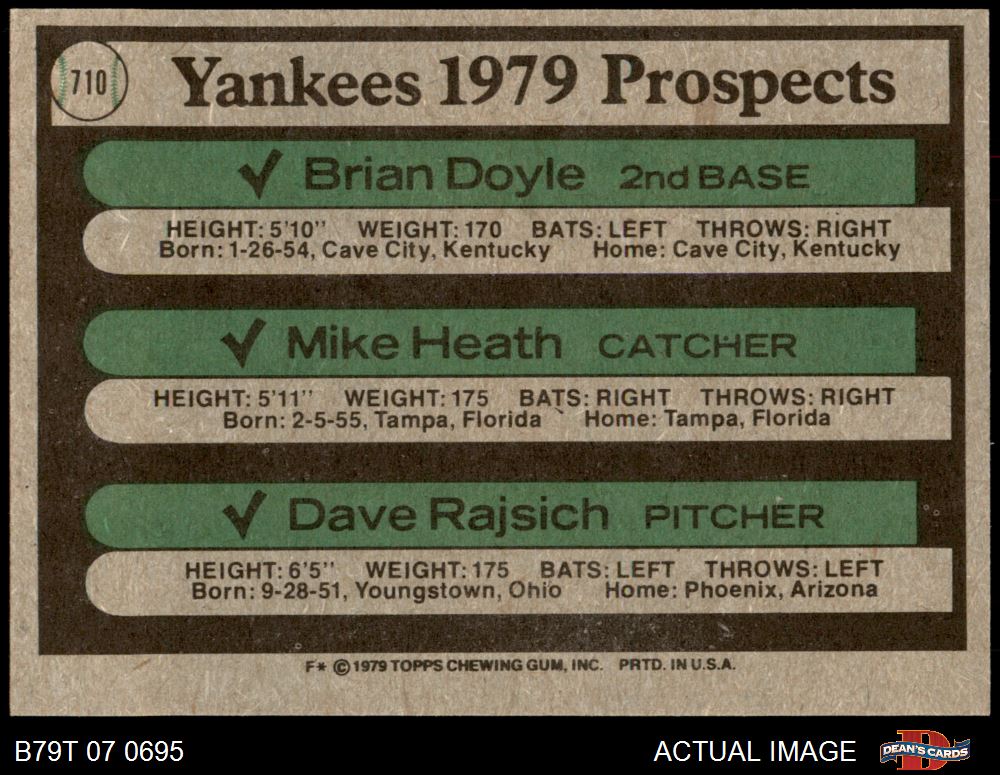 710 Yankees 1979 Prospects
✓ Brian Doyle 2nd BASE
HEIGHT: 5'10" WEIGHT: 170 BATS: LEFT THROWS: RIGHT
Born: 1-26-54, Cave City, Kentucky Home: Cave City, Kentucky
✓ Mike Heath CATCHER
HEIGHT: 5'11" WEIGHT: 175 BATS: RIGHT THROWS: RIGHT
Born: 2-5-55, Tampa, Florida Home: Tampa, Florida
✓ Dave Rajsich PITCHER
HEIGHT: 6'5" WEIGHT: 175 BATS: LEFT THROWS: LEFT
Born: 9-28-51, Youngstown, Ohio Home: Phoenix, Arizona
F* © 1979 TOPPS CHEWING GUM, INC. PRTD. IN U.S.A.
B79T 07 0695 ACTUAL IMAGE D DEAN'S CARDS